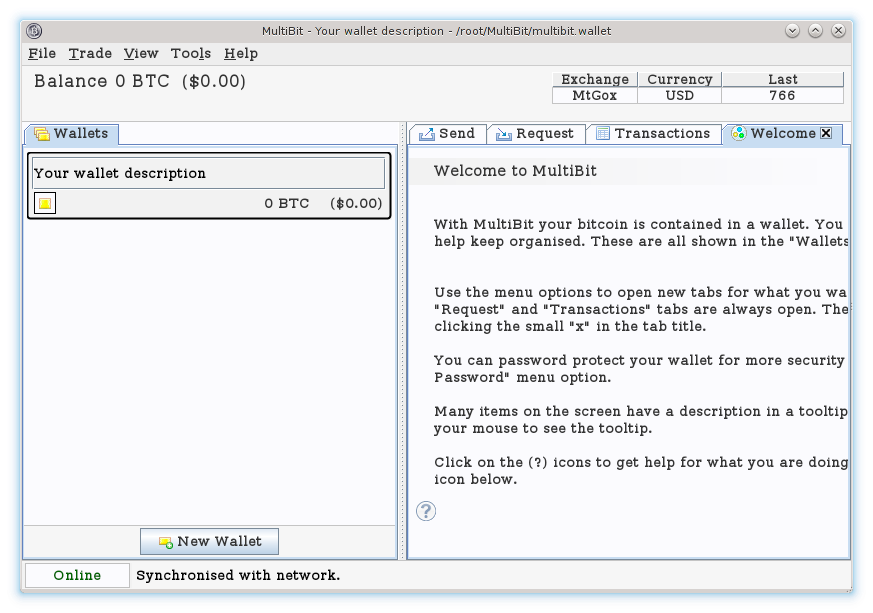 MultiBit - Your wallet description - /root/MultiBit/multibit.wallet
File Trade View Tools Help
Balance 0 BTC ($0.00)
Exchange Currency Last
MtGox USD 766
Wallets
Your wallet description
0 BTC ($0.00)
New Wallet
Send Request Transactions Welcome
Welcome to MultiBit
With MultiBit your bitcoin is contained in a wallet. You
help keep organised. These are all shown in the "Wallets
Use the menu options to open new tabs for what you wa
"Request" and "Transactions" tabs are always open. The
clicking the small "x" in the tab title.
You can password protect your wallet for more security
Password" menu option.
Many items on the screen have a description in a tooltip
your mouse to see the tooltip.
Click on the (?) icons to get help for what you are doing
icon below.
?
Online Synchronised with network.